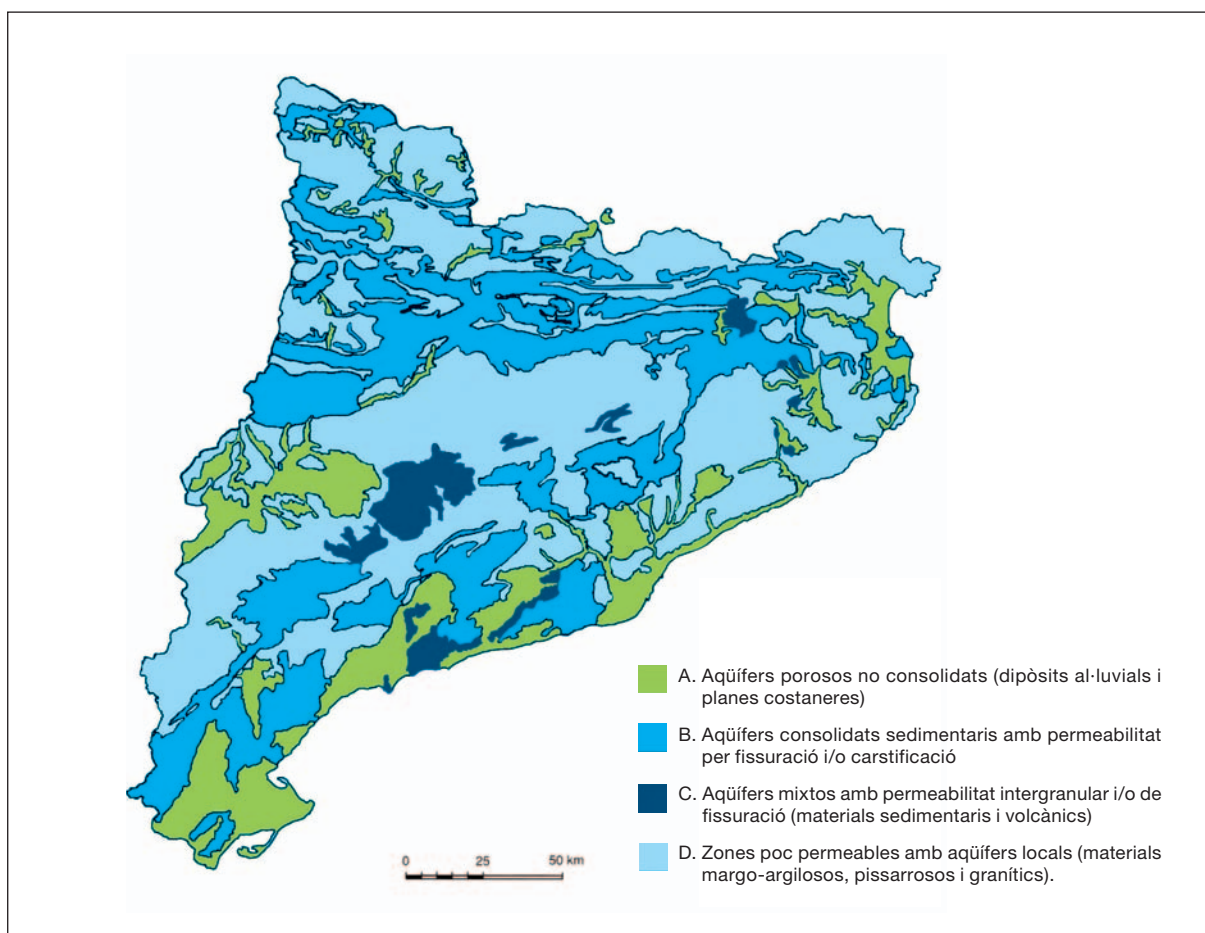 A. Aqüífers porosos no consolidats (dipòsits al·luvials i
planes costaneres)
B. Aqüífers consolidats sedimentaris amb permeabilitat
per fissuració i/o carstificació
C. Aqüífers mixtos amb permeabilitat intergranular i/o de
fissuració (materials sedimentaris i volcànics)
D. Zones poc permeables amb aqüífers locals (materials
margo-argilosos, pissarrosos i granítics).
0 25 50 km